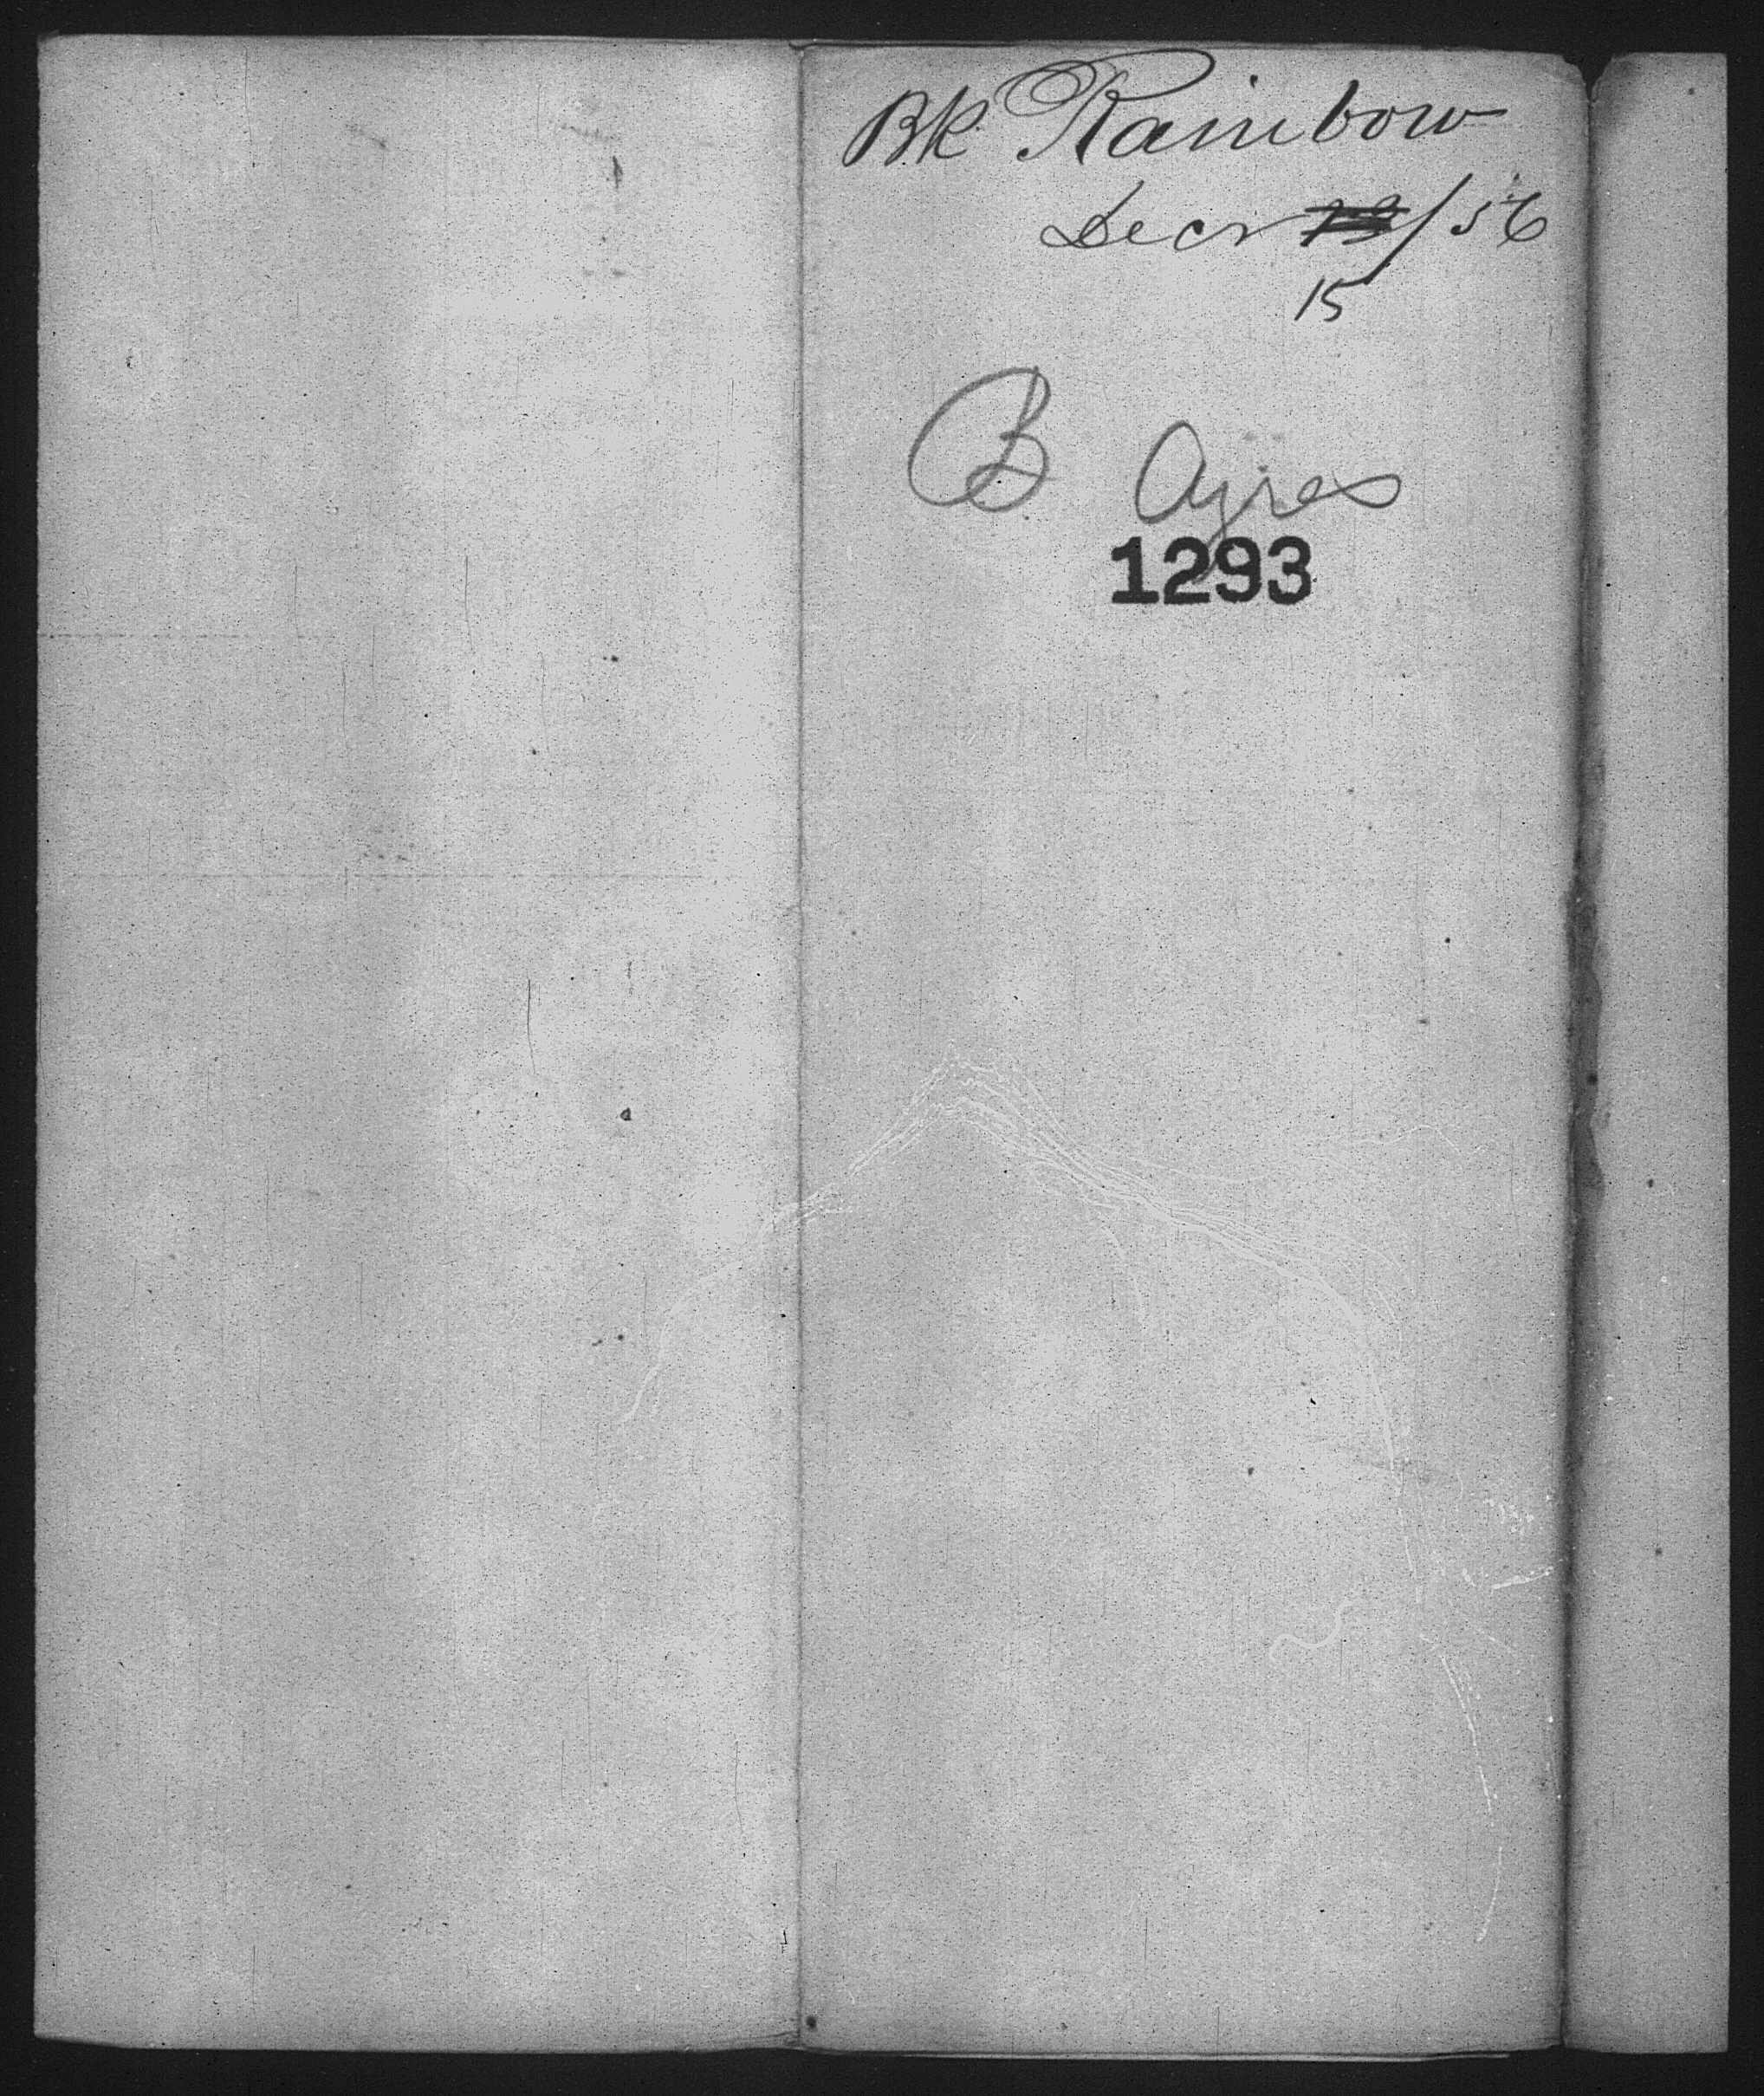 Bk Rainbow
Decr /56
15
B Ayres
1293